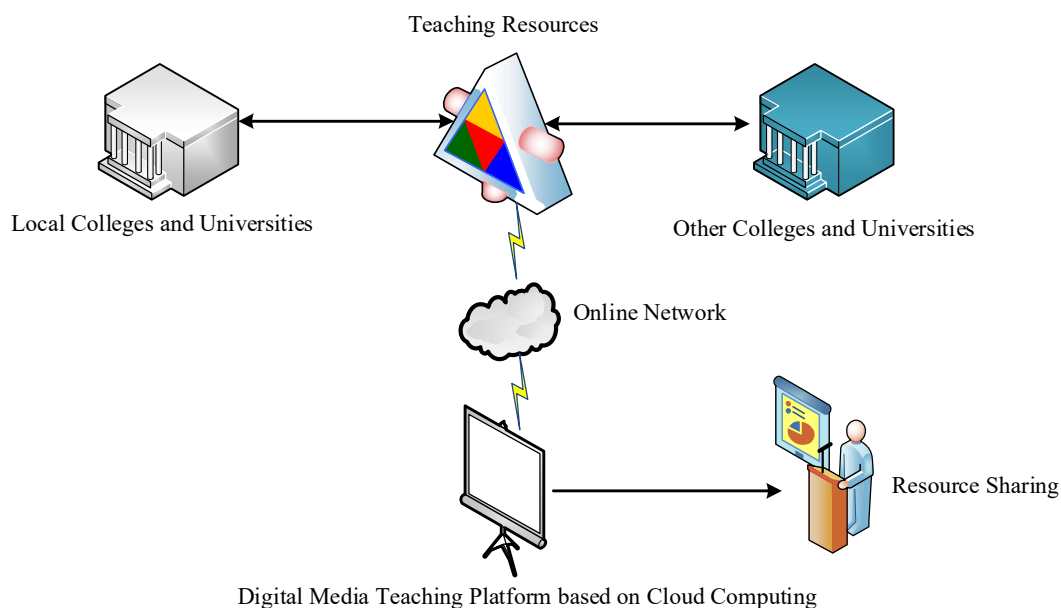 Teaching Resources
Local Colleges and Universities
Other Colleges and Universities
Online Network
Resource Sharing
Digital Media Teaching Platform based on Cloud Computing